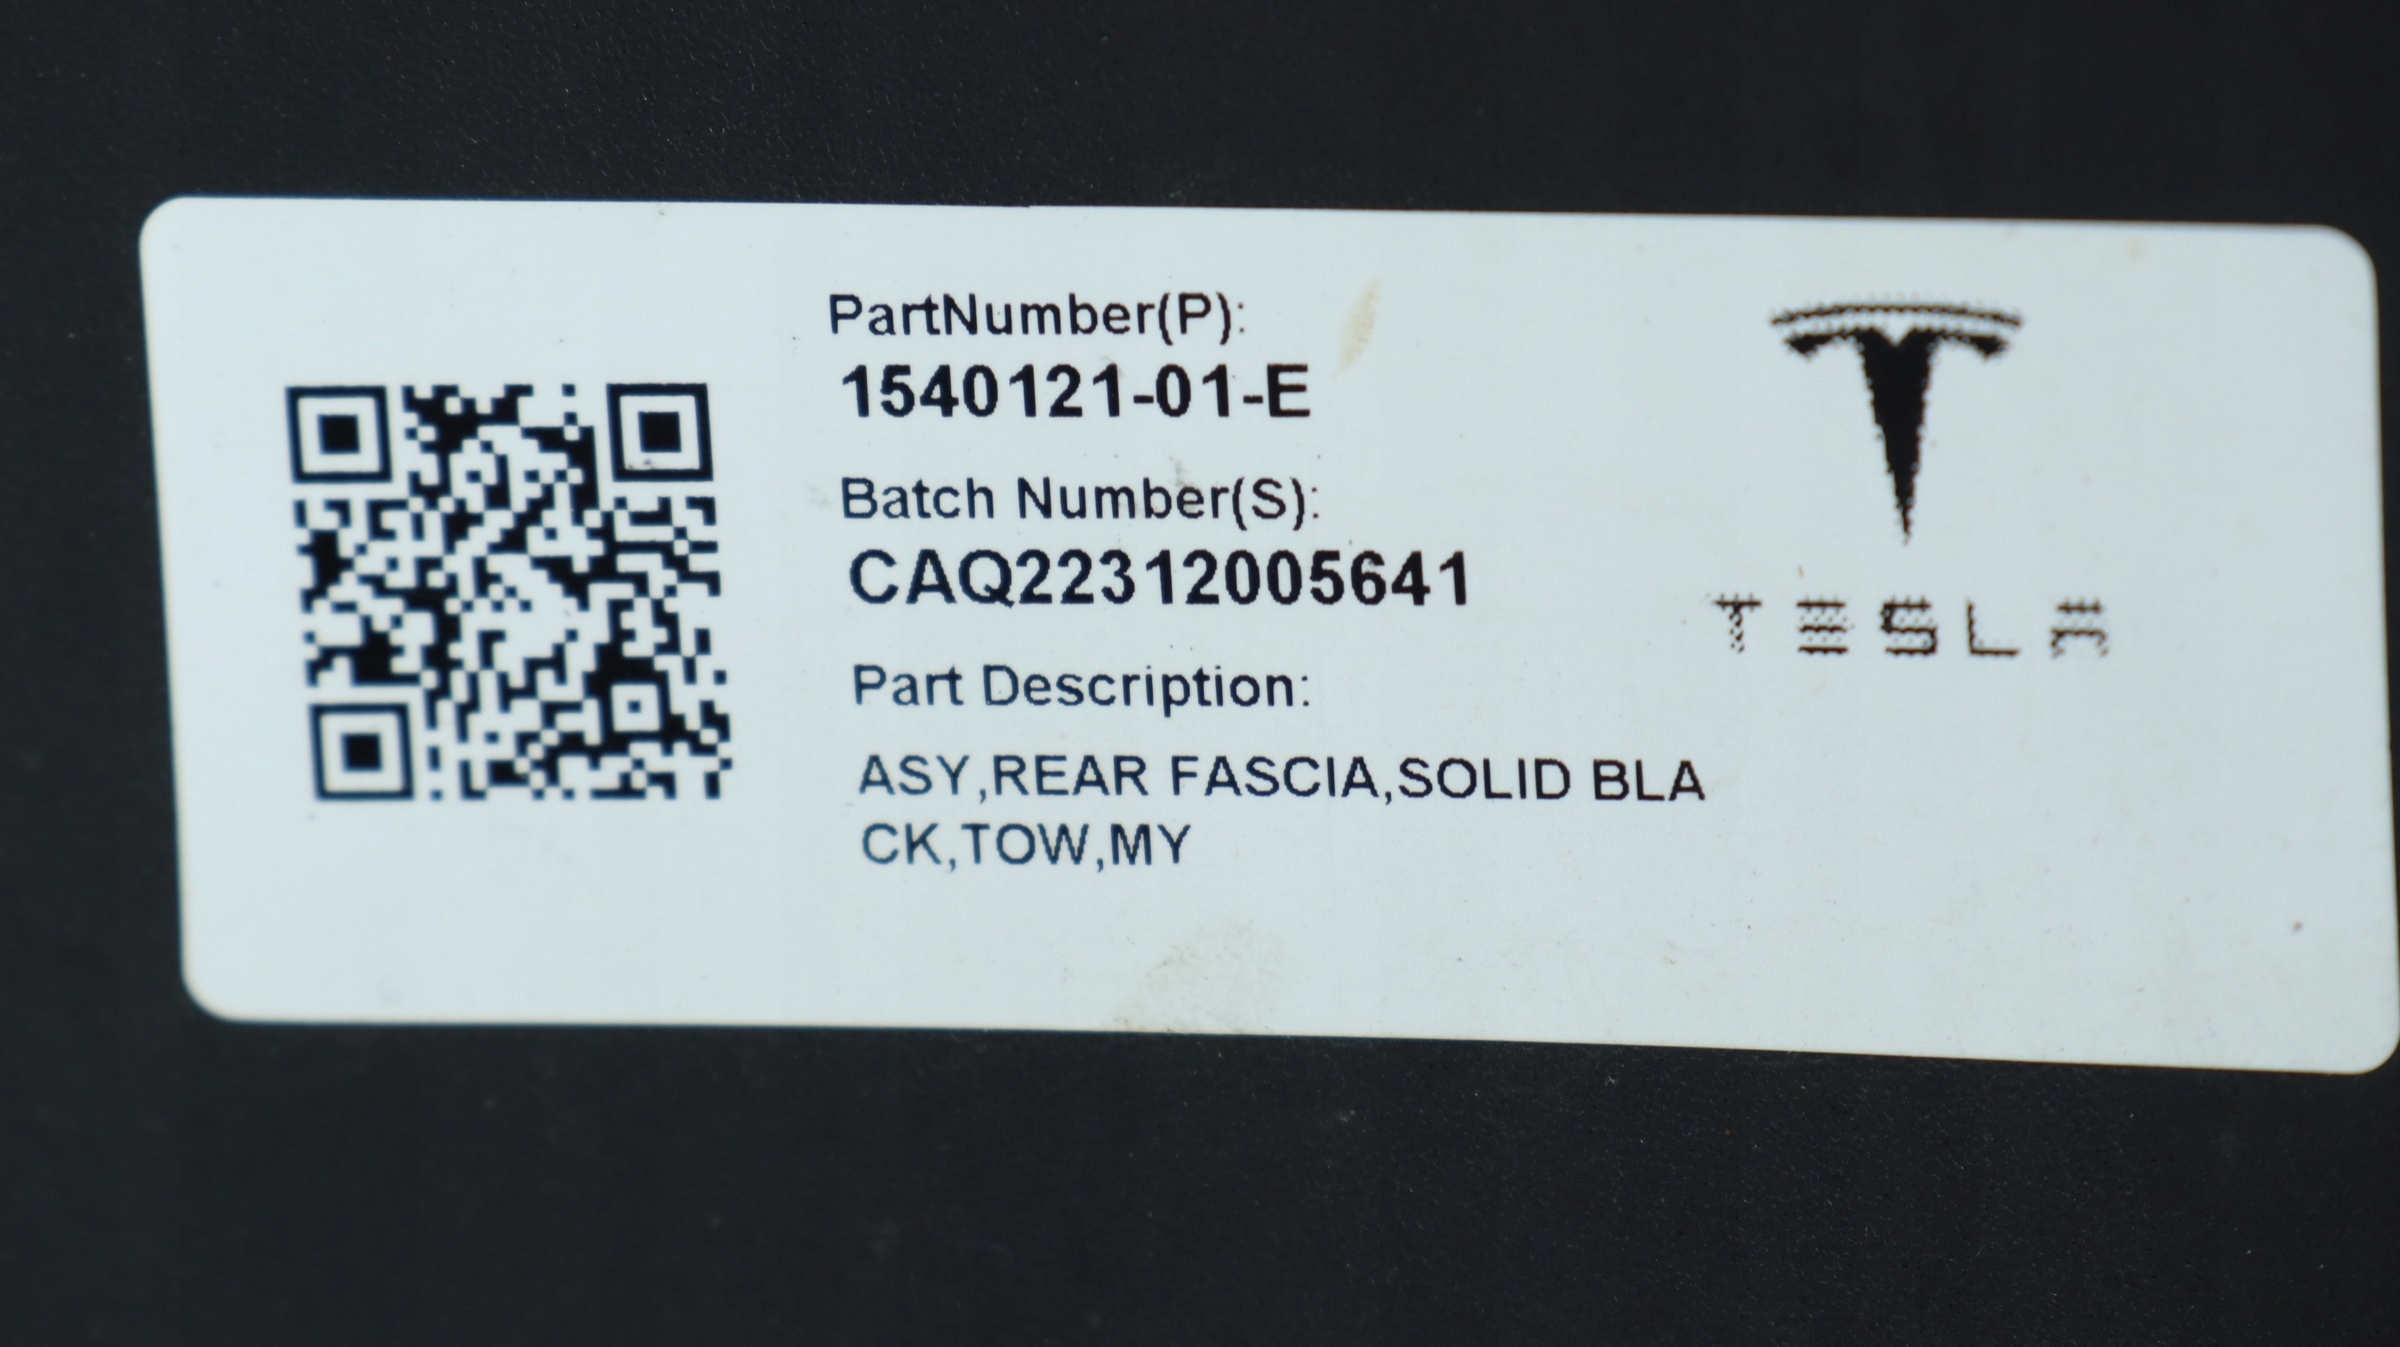 PartNumber(P):
1540121-01-E
Batch Number(S):
CAQ22312005641
Part Description:
ASY,REAR FASCIA,SOLID BLA
CK,TOW,MY
TESLA